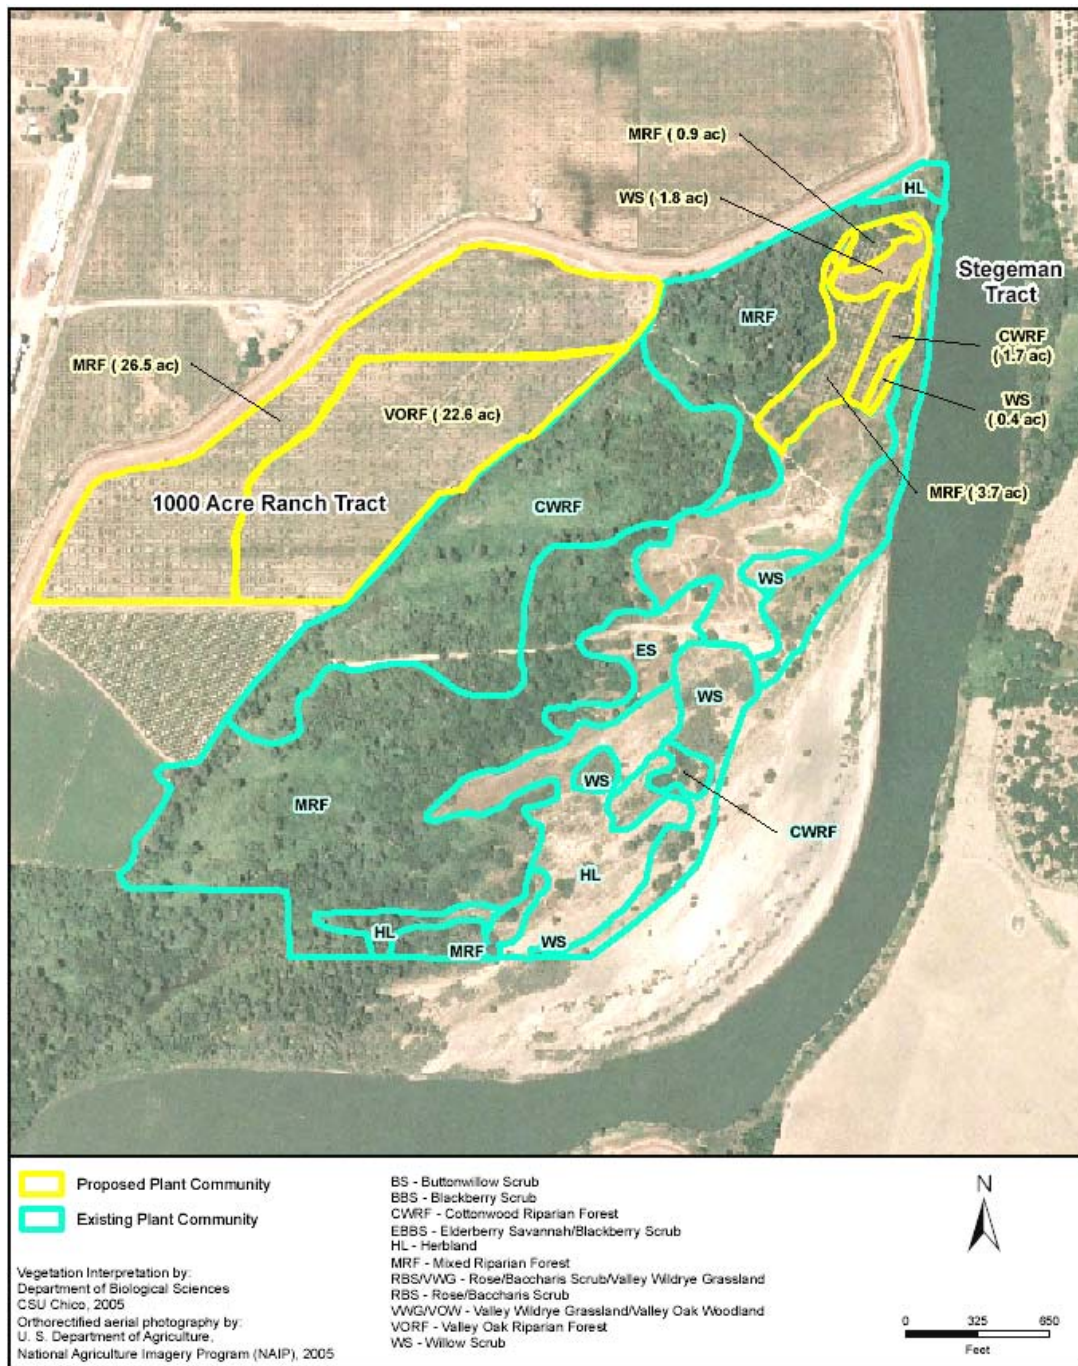 MRF ( 0.9 ac)
HL
WS ( 1.8 ac)
Stegeman
Tract
MRF
CWRF
( 1.7 ac)
MRF ( 26.5 ac)
WS
( 0.4 ac)
VORF ( 22.6 ac)
MRF ( 3.7 ac)
1000 Acre Ranch Tract
CWRF
WS
ES
WS
WS
MRF
CWRF
HL
HL
MRF
WS
Proposed Plant Community
Existing Plant Community
Vegetation Interpretation by:
Department of Biological Sciences
CSU Chico, 2005
Orthorectified aerial photography by:
U. S. Department of Agriculture,
National Agriculture Imagery Program (NAIP), 2005
BS - Buttonwillow Scrub
BBS - Blackberry Scrub
CWRF - Cottonwood Riparian Forest
EBBS - Elderberry Savannah/Blackberry Scrub
HL - Herbland
MRF - Mixed Riparian Forest
RBS/VWG - Rose/Baccharis Scrub/Valley Wildrye Grassland
RBS - Rose/Baccharis Scrub
VWG/VOW - Valley Wildrye Grassland/Valley Oak Woodland
VORF - Valley Oak Riparian Forest
WS - Willow Scrub
N
0 325 650
Feet